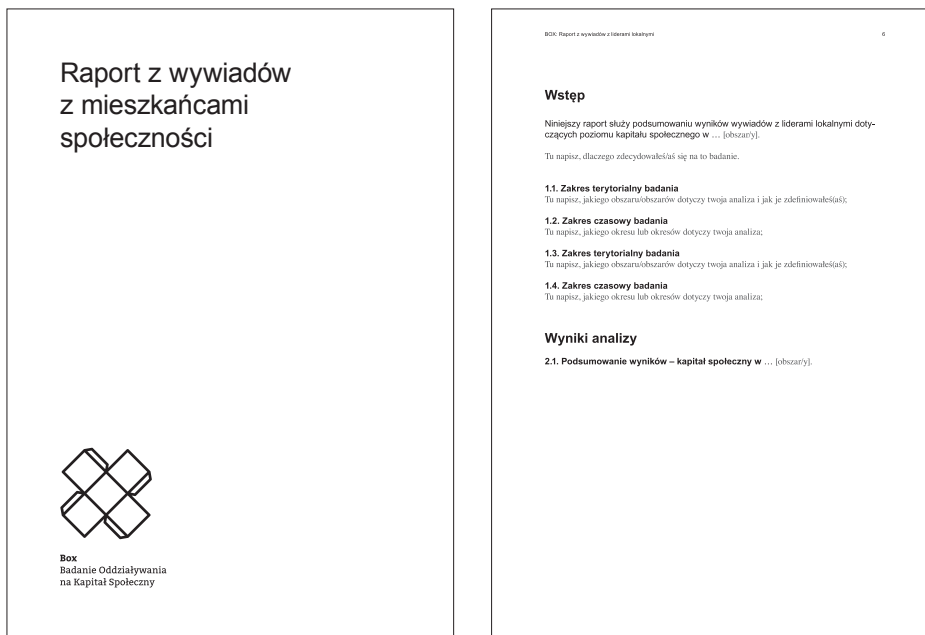 Raport z wywiadów
z mieszkańcami
społeczności
Box
Badanie Oddziaływania
na Kapitał Społeczny
BOX: Raport z wywiadów z liderami lokalnymi 6
Wstęp
Niniejszy raport służy podsumowaniu wyników wywiadów z liderami lokalnymi doty-
czących poziomu kapitału społecznego w … [obszar/y].
Tu napisz, dlaczego zdecydowałeś/aś się na to badanie.
1.1. Zakres terytorialny badania
Tu napisz, jakiego obszaru/obszarów dotyczy twoja analiza i jak je zdefiniowałeś(aś);
1.2. Zakres czasowy badania
Tu napisz, jakiego okresu lub okresów dotyczy twoja analiza;
1.3. Zakres terytorialny badania
Tu napisz, jakiego obszaru/obszarów dotyczy twoja analiza i jak je zdefiniowałeś(aś);
1.4. Zakres czasowy badania
Tu napisz, jakiego okresu lub okresów dotyczy twoja analiza;
Wyniki analizy
2.1. Podsumowanie wyników – kapitał społeczny w … [obszar/y].